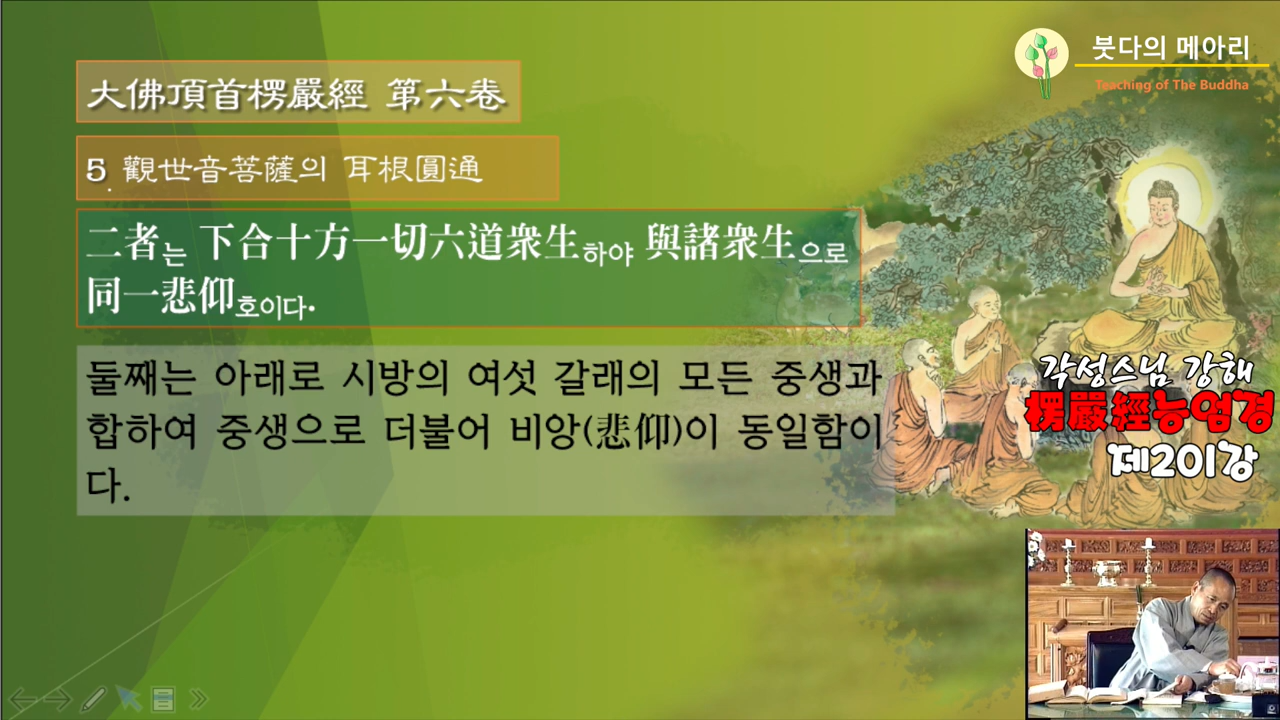 大佛頂首楞嚴經 第六卷
5. 觀世音菩薩의 耳根圓通
二者는 下合十方一切六道衆生하야 與諸衆生으로
同一悲仰호이다.
둘째는 아래로 시방의 여섯 갈래의 모든 중생과
합하여 중생으로 더불어 비앙(悲仰)이 동일함이
다.
붓다의 메아리
Teaching of The Buddha
각성스님 강해
楞嚴經능엄경
제201강